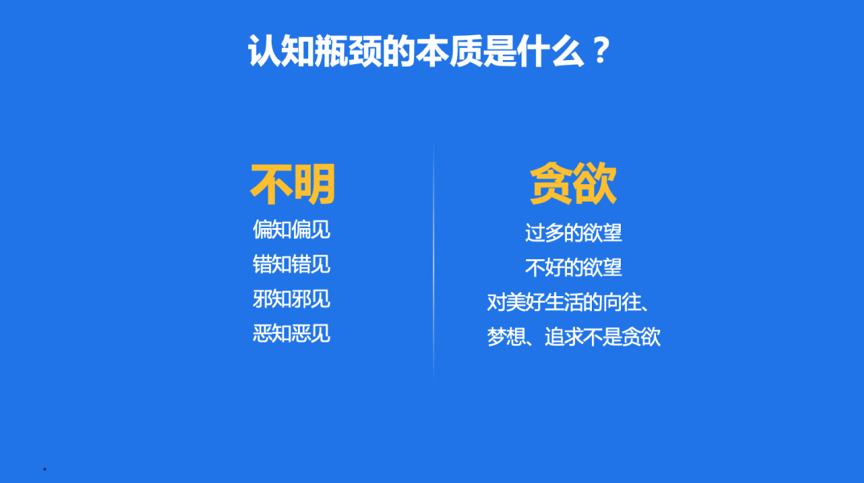 认知瓶颈的本质是什么？
不明
偏知偏见
错知错见
邪知邪见
恶知恶见
贪欲
过多的欲望
不好的欲望
对美好生活的向往、
梦想、追求不是贪欲